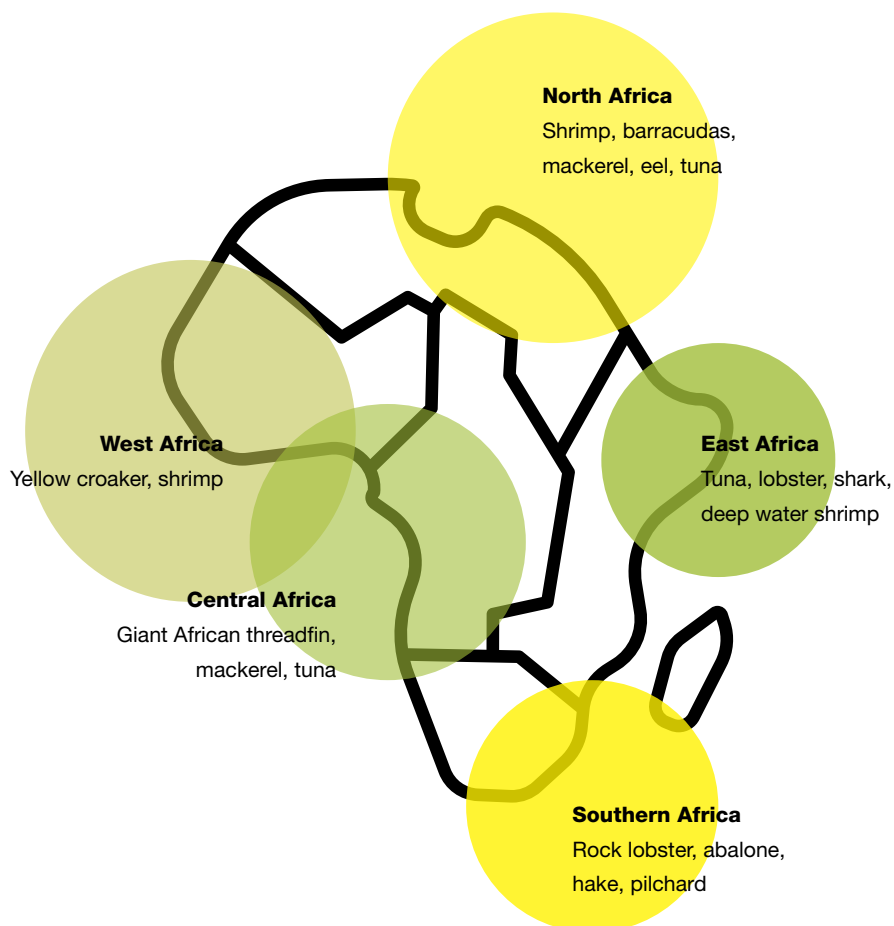 North Africa
Shrimp, barracudas,
mackerel, eel, tuna
West Africa
Yellow croaker, shrimp
East Africa
Tuna, lobster, shark,
deep water shrimp
Central Africa
Giant African threadfin,
mackerel, tuna
Southern Africa
Rock lobster, abalone,
hake, pilchard